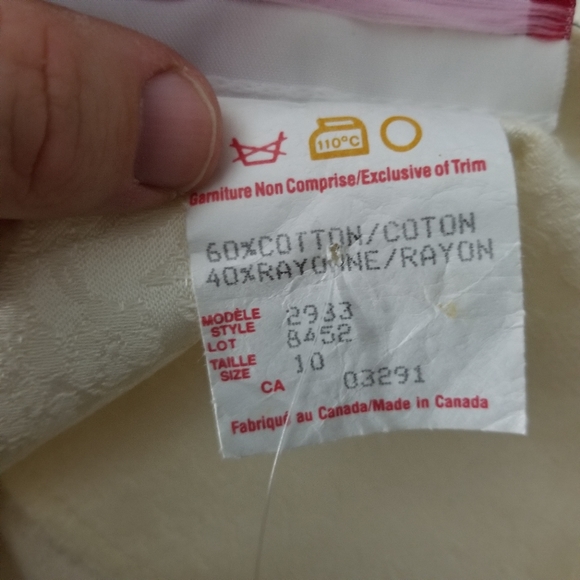 110°C
Garniture Non Comprise/Exclusive of Trim
60%COTTON/COTON
40%RAYONNE/RAYON
MODÈLE STYLE 2933
LOT 8452
TAILLE SIZE 10
CA 03291
Fabriqué au Canada/Made in Canada